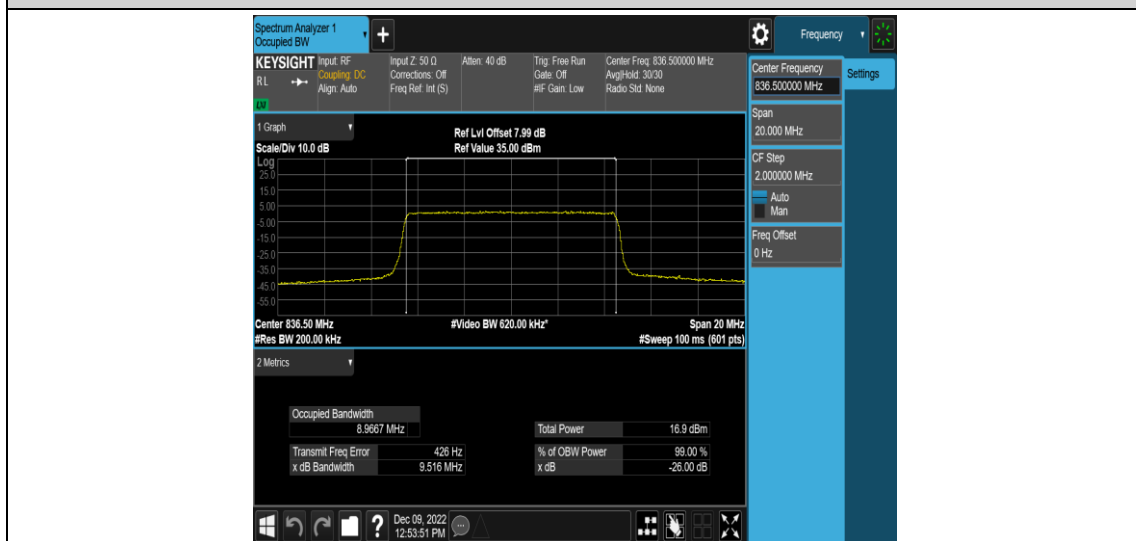 Spectrum Analyzer 1
Occupied BW
+
Frequency
KEYSIGHT
Input: RF
Input Z: 50 Ω
Atten: 40 dB
Trig: Free Run
Center Freq: 836.500000 MHz
R L
Coupling: DC
Corrections: Off
Gate: Off
Avg|Hold: 30/30
Align: Auto
Freq Ref: Int (S)
#IF Gain: Low
Radio Std: None
LXI
Center Frequency
836.500000 MHz
Settings
Span
20.000 MHz
CF Step
2.000000 MHz
Auto
Man
Freq Offset
0 Hz
1 Graph
Ref Lvl Offset 7.99 dB
Scale/Div 10.0 dB
Ref Value 35.00 dBm
Log
25.0
15.0
5.00
-5.00
-15.0
-25.0
-35.0
-45.0
-55.0
Center 836.50 MHz
#Video BW 620.00 kHz*
Span 20 MHz
#Res BW 200.00 kHz
#Sweep 100 ms (601 pts)
2 Metrics
Occupied Bandwidth
8.9667 MHz
Total Power
16.9 dBm
Transmit Freq Error
426 Hz
% of OBW Power
99.00 %
x dB Bandwidth
9.516 MHz
x dB
-26.00 dB
?
Dec 09, 2022
12:53:51 PM